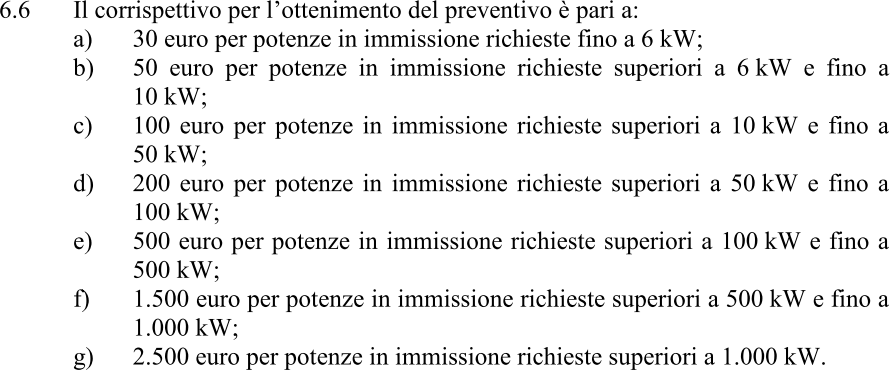 6.6 Il corrispettivo per l’ottenimento del preventivo è pari a:
a) 30 euro per potenze in immissione richieste fino a 6 kW;
b) 50 euro per potenze in immissione richieste superiori a 6 kW e fino a
10 kW;
c) 100 euro per potenze in immissione richieste superiori a 10 kW e fino a
50 kW;
d) 200 euro per potenze in immissione richieste superiori a 50 kW e fino a
100 kW;
e) 500 euro per potenze in immissione richieste superiori a 100 kW e fino a
500 kW;
f) 1.500 euro per potenze in immissione richieste superiori a 500 kW e fino a
1.000 kW;
g) 2.500 euro per potenze in immissione richieste superiori a 1.000 kW.